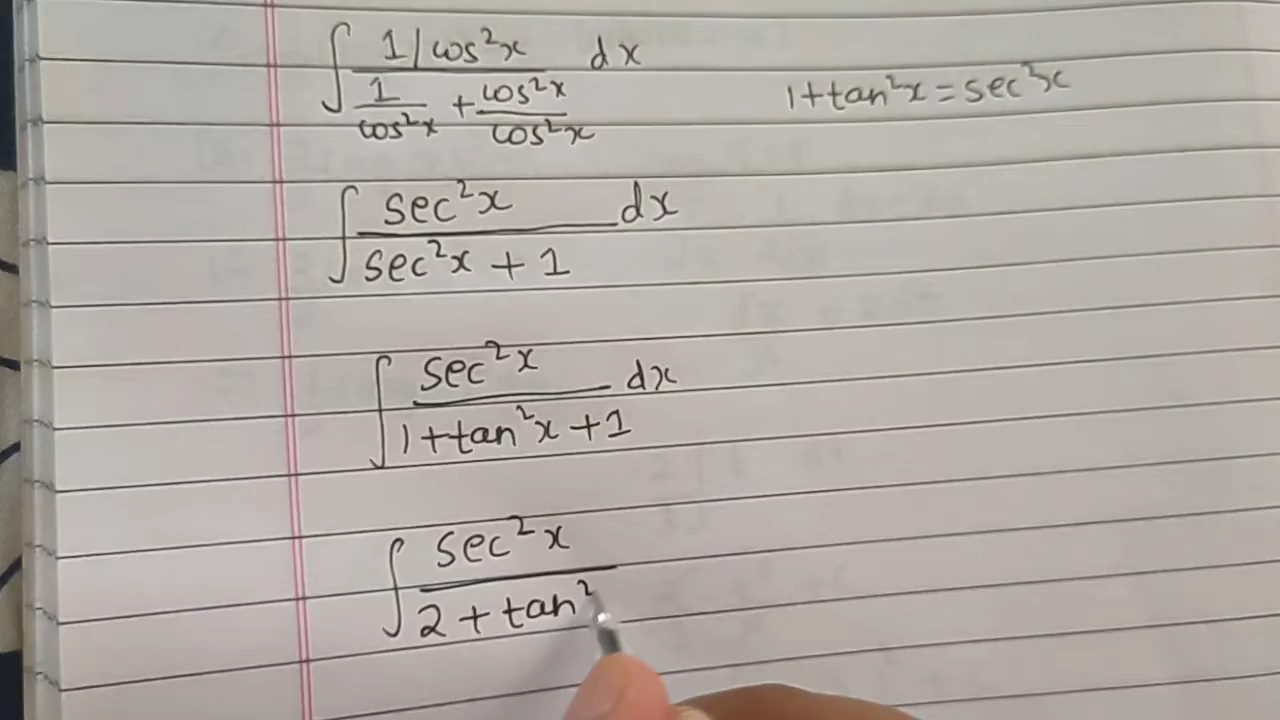 ∫ (1/cos²x) / (1/cos²x + cos²x/cos²x) dx
1+tan²x = sec²x
∫ sec²x / (sec²x + 1) dx
∫ sec²x / (1+tan²x+1) dx
∫ sec²x / (2+tan²